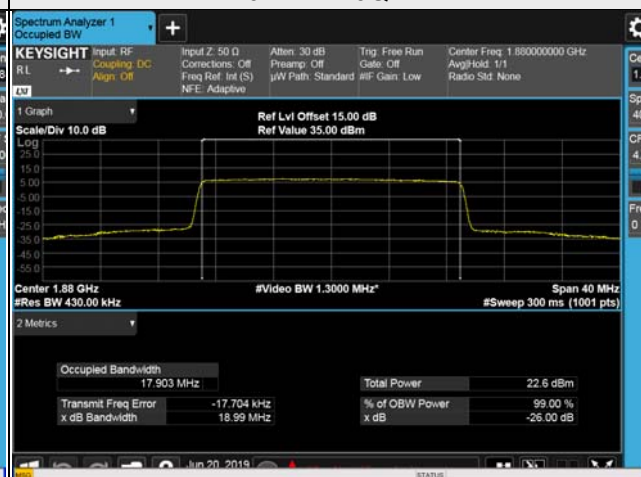 Spectrum Analyzer 1
Occupied BW
+
KEYSIGHT Input: RF Input Z: 50 Ω Atten: 30 dB Trig: Free Run Center Freq: 1.880000000 GHz
RL Coupling: DC Corrections: Off Preamp: Off Gate: Off Avg|Hold: 1/1
Align: Off Freq Ref: Int (S) µW Path: Standard #IF Gain: Low Radio Std: None
LXI NFE: Adaptive
1 Graph
Ref Lvl Offset 15.00 dB
Scale/Div 10.0 dB Ref Value 35.00 dBm
Log
25.0
15.0
5.00
-5.00
-15.0
-25.0
-35.0
-45.0
-55.0
Center 1.88 GHz #Video BW 1.3000 MHz* Span 40 MHz
#Res BW 430.00 kHz #Sweep 300 ms (1001 pts)
2 Metrics
Occupied Bandwidth
17.903 MHz Total Power 22.6 dBm
Transmit Freq Error -17.704 kHz % of OBW Power 99.00 %
x dB Bandwidth 18.99 MHz x dB -26.00 dB
Jun 20, 2019
MSG STATUS